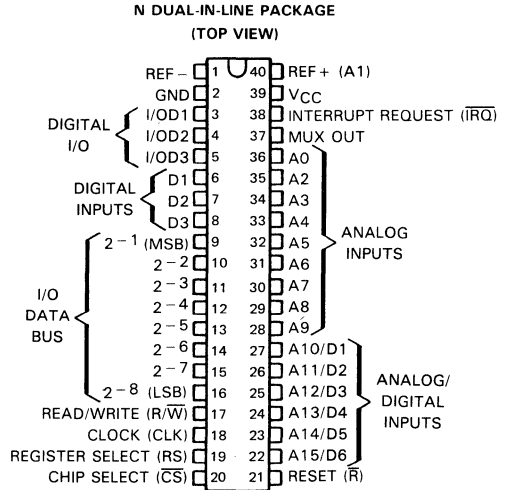 N DUAL-IN-LINE PACKAGE
(TOP VIEW)
REF− 1 40 REF+ (A1)
GND 2 39 VCC
I/OD1 3 38 INTERRUPT REQUEST (I̅R̅Q̅)
I/OD2 4 37 MUX OUT
I/OD3 5 36 A0
DIGITAL
I/O
D1 6 35 A2
D2 7 34 A3
D3 8 33 A4
DIGITAL
INPUTS
2−1 (MSB) 9 32 A5
2−2 10 31 A6
2−3 11 30 A7
2−4 12 29 A8
2−5 13 28 A9
ANALOG
INPUTS
2−6 14 27 A10/D1
2−7 15 26 A11/D2
2−8 (LSB) 16 25 A12/D3
I/O
DATA
BUS
READ/WRITE (R/W̅) 17 24 A13/D4
CLOCK (CLK) 18 23 A14/D5
REGISTER SELECT (RS) 19 22 A15/D6
ANALOG/
DIGITAL
INPUTS
CHIP SELECT (C̅S̅) 20 21 RESET (R̅)